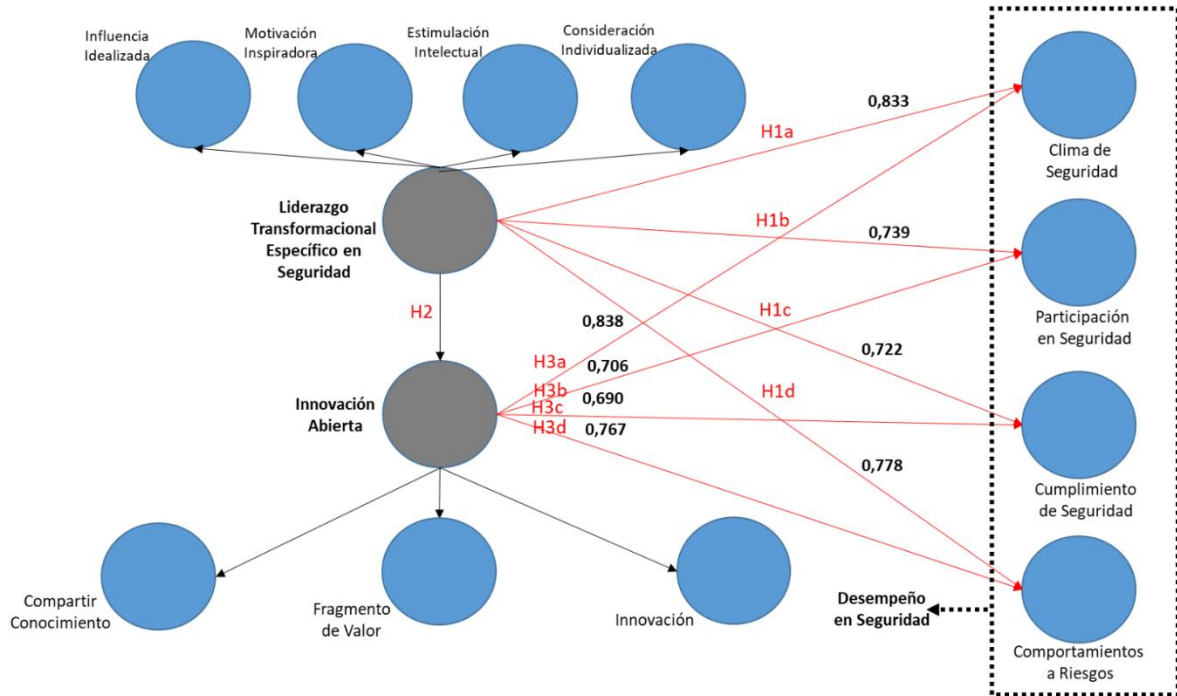 Influencia
Idealizada
Motivación
Inspiradora
Estimulación
Intelectual
Consideración
Individualizada
0,833
H1a
Clima de
Seguridad
Liderazgo
Transformacional
Específico en
Seguridad
H1b
0,739
H2
0,838
H1c
Participación
en Seguridad
0,722
H3a
0,706
H3b
0,690
H3c
H1d
H3d
0,767
Innovación
Abierta
0,778
Cumplimiento
de Seguridad
Compartir
Conocimiento
Fragmento
de Valor
Innovación
Desempeño
en Seguridad
Comportamientos
a Riesgos